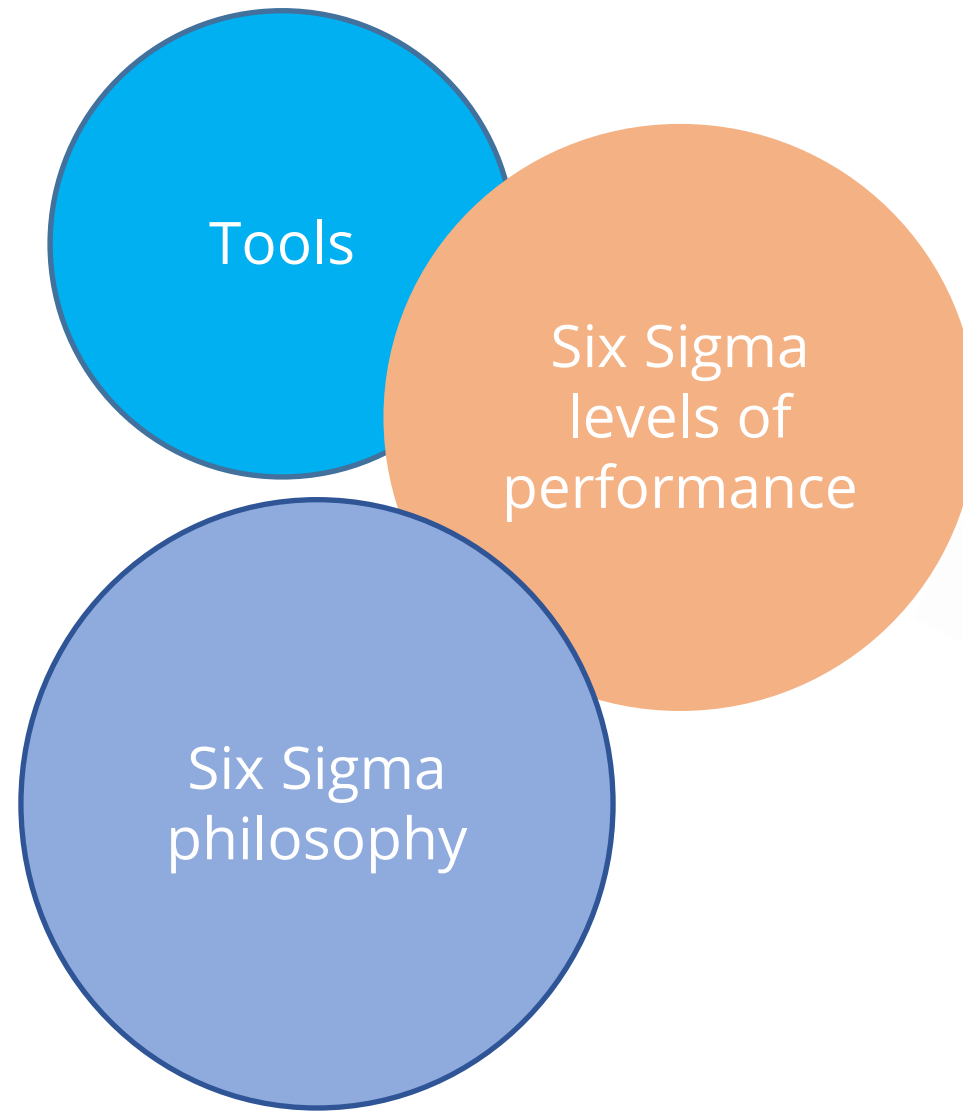 Tools
Six Sigma
levels of
performance
Six Sigma
philosophy